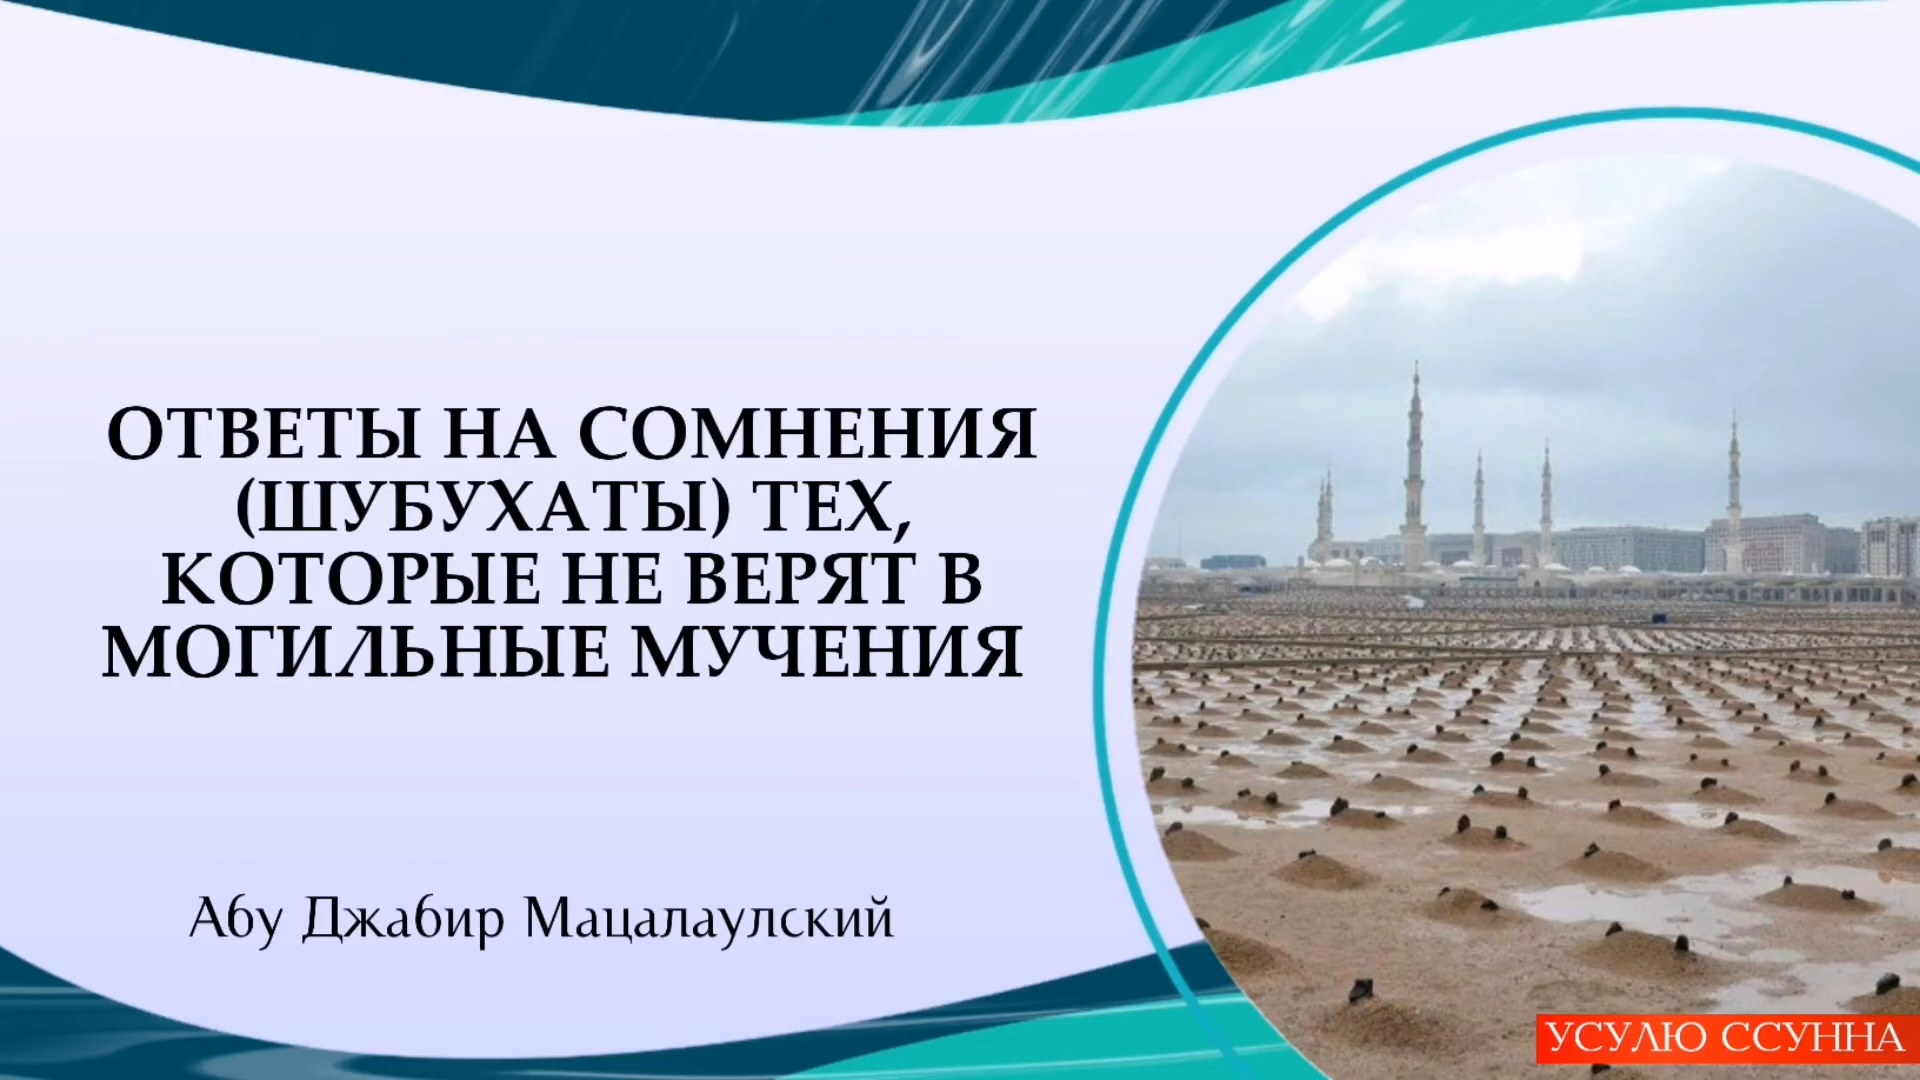 ОТВЕТЫ НА СОМНЕНИЯ
(ШУБУХАТЫ) ТЕХ,
КОТОРЫЕ НЕ ВЕРЯТ В
МОГИЛЬНЫЕ МУЧЕНИЯ
Абу Джабир Мацалаулский
УСУЛЮ ССУННА